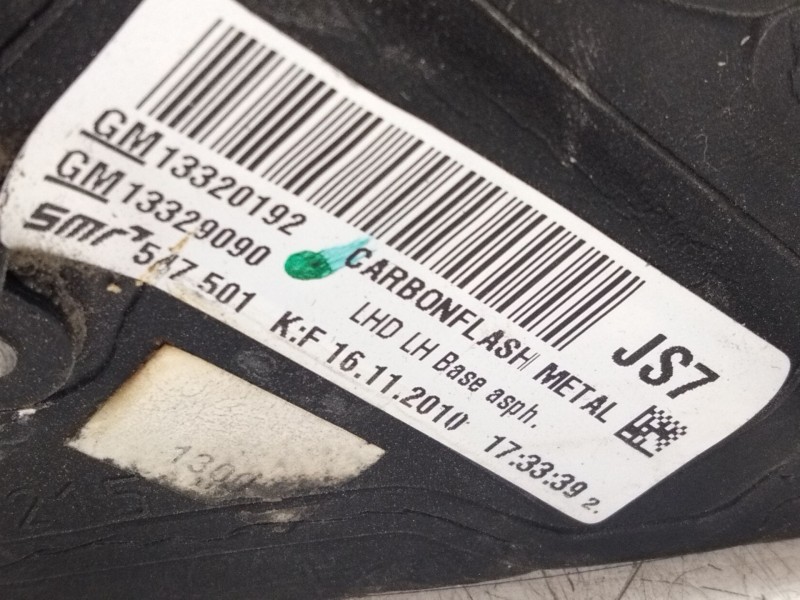 GM 13320192
GM 13329090
smr 547 501
CARBONFLASH METAL
LHD LH Base asph.
K:F 16.11.2010 17:33:39 2.
JS7